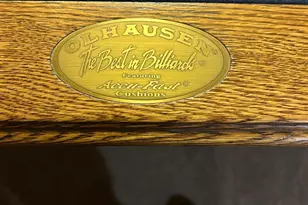 OLHAUSEN®
The Best in Billiards®
Featuring
Accu-Fast®
Cushions